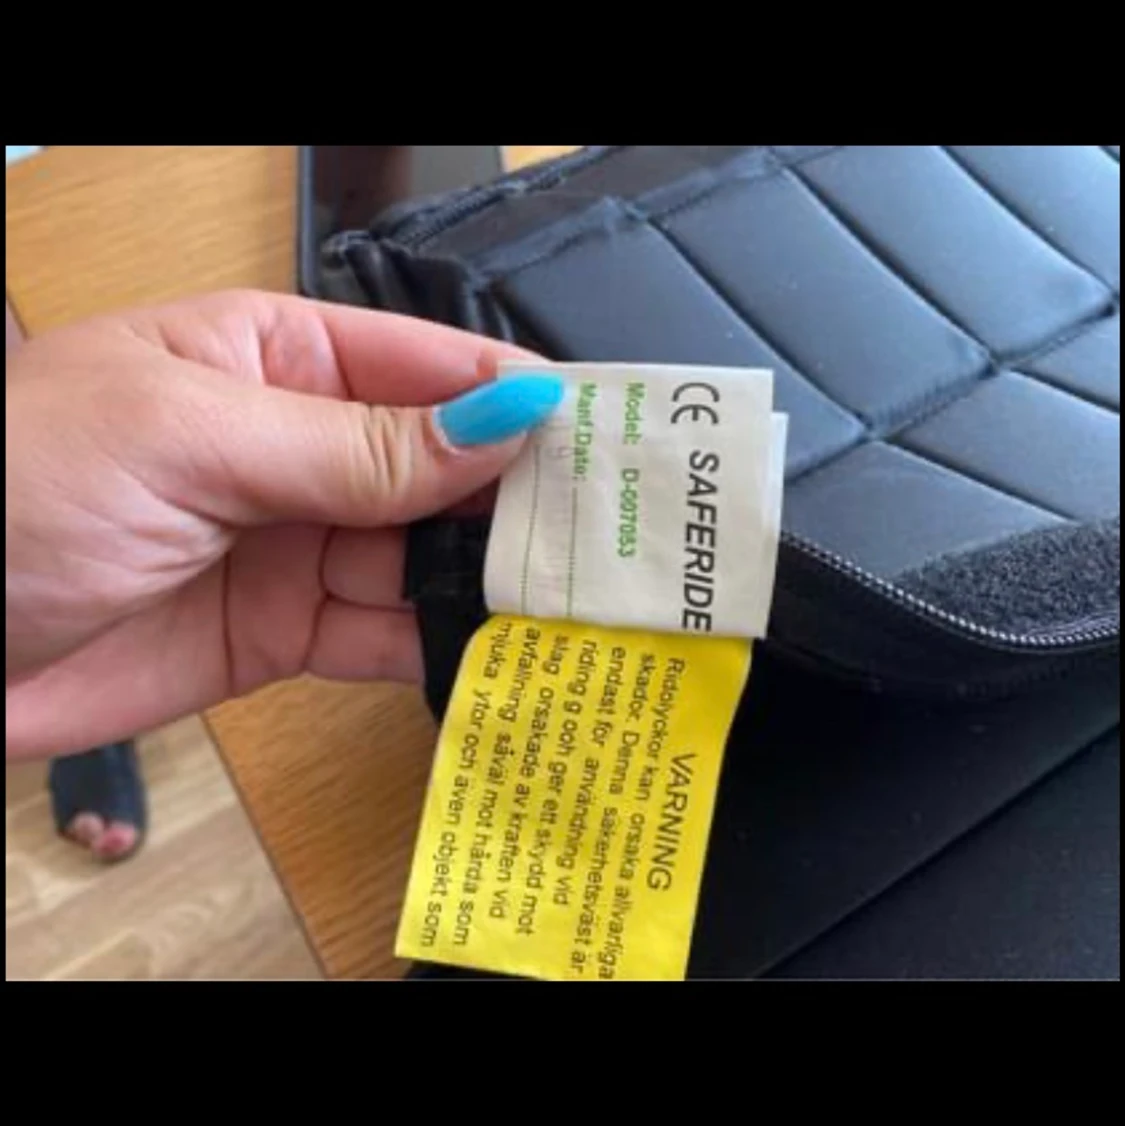 CE SAFERIDE
Model: D-007083
Manf.Date:
VARNING
Ridolyckor kan orsaka allvarliga
skador. Denna säkerhetsväst är
endast för användning vid
riding g och ger ett skydd mot
slag orsakade av kraften vid
avfallning såväl mot hårda som
mjuka ytor och även objekt som